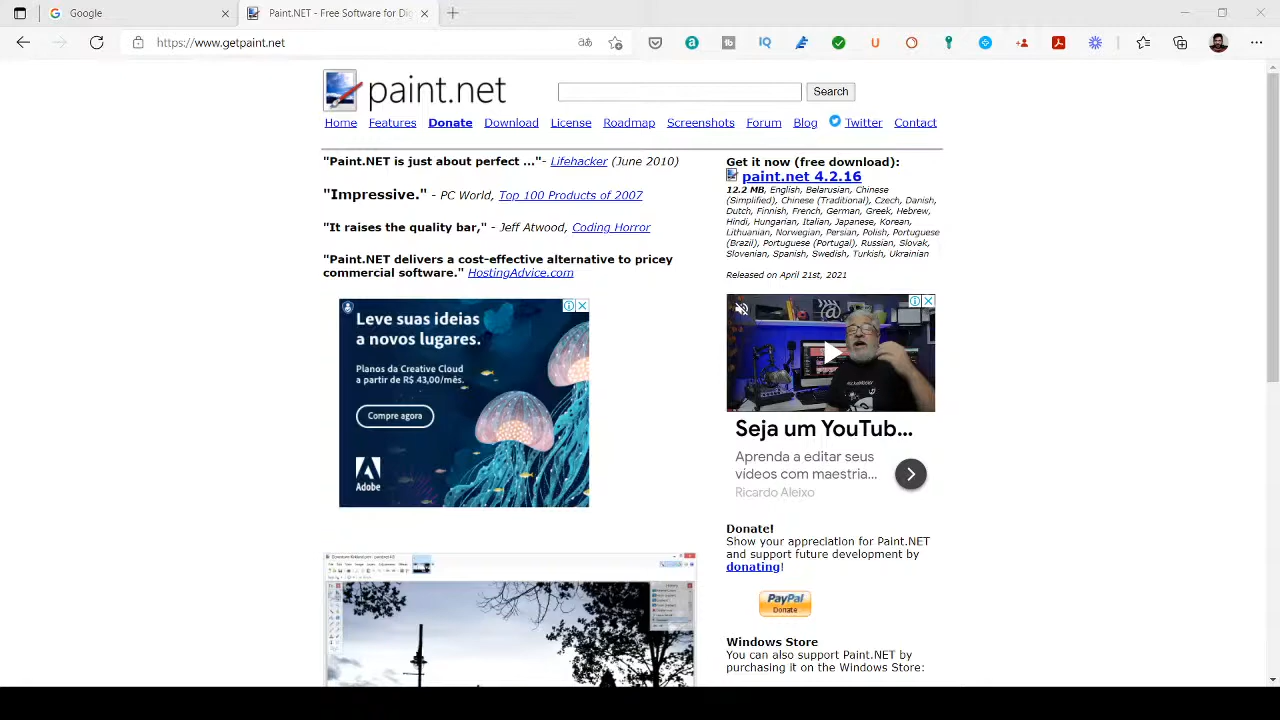 Google
Paint.NET - Free Software for Dig
https://www.getpaint.net
paint.net
Search
Home Features Donate Download License Roadmap Screenshots Forum Blog Twitter Contact
"Paint.NET is just about perfect ..."- Lifehacker (June 2010)
"Impressive." - PC World, Top 100 Products of 2007
"It raises the quality bar," - Jeff Atwood, Coding Horror
"Paint.NET delivers a cost-effective alternative to pricey
commercial software." HostingAdvice.com
Leve suas ideias
a novos lugares.
Planos da Creative Cloud
a partir de R$ 43,00/mês.
Compre agora
Adobe
Get it now (free download):
paint.net 4.2.16
12.2 MB, English, Belarusian, Chinese
(Simplified), Chinese (Traditional), Czech, Danish,
Dutch, Finnish, French, German, Greek, Hebrew,
Hindi, Hungarian, Italian, Japanese, Korean,
Lithuanian, Norwegian, Persian, Polish, Portuguese
(Brazil), Portuguese (Portugal), Russian, Slovak,
Slovenian, Spanish, Swedish, Turkish, Ukrainian
Released on April 21st, 2021
Seja um YouTub...
Aprenda a editar seus
vídeos com maestria...
Ricardo Aleixo
Donate!
Show your appreciation for Paint.NET
and support future development by
donating!
PayPal
Donate
Windows Store
You can also support Paint.NET by
purchasing it on the Windows Store: